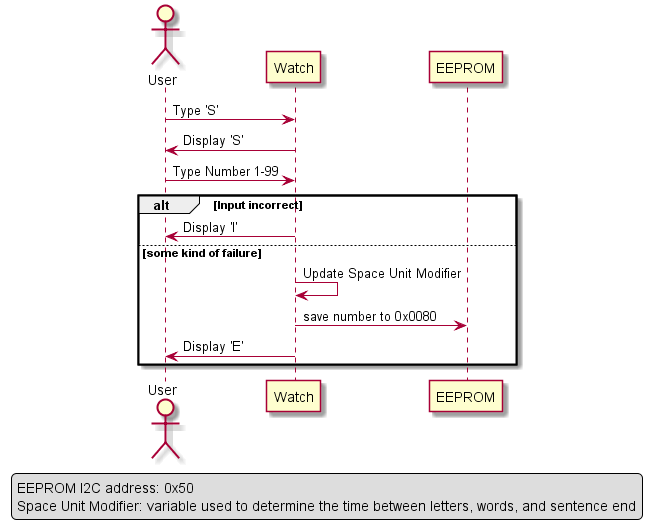 User
Watch
EEPROM
Type 'S'
Display 'S'
Type Number 1-99
alt [Input incorrect]
Display 'I'
[some kind of failure]
Update Space Unit Modifier
save number to 0x0080
Display 'E'
User
Watch
EEPROM
EEPROM I2C address: 0x50
Space Unit Modifier: variable used to determine the time between letters, words, and sentence end